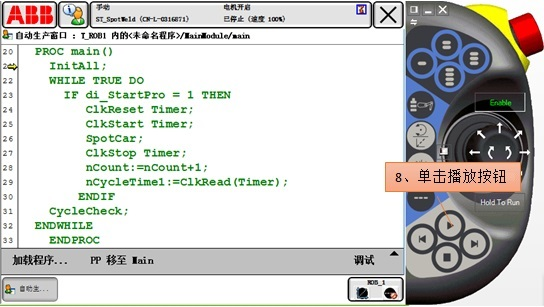 ABB
手动
ST_SpotWeld (CN-L-0316871)
电机开启
已停止 (速度 100%)
自动生产窗口 : T_ROB1 内的<未命名程序>/MainModule/main
20 PROC main()
21 InitAll;
22 WHILE TRUE DO
23 IF di_StartPro = 1 THEN
24 ClkReset Timer;
25 ClkStart Timer;
26 SpotCar;
27 ClkStop Timer;
28 nCount:=nCount+1;
29 nCycleTime1:=ClkRead(Timer);
30 ENDIF
31 CycleCheck;
32 ENDWHILE
33 ENDPROC
加载程序... PP 移至 Main 调试
自动生...
ROB_1
Enable
8、单击播放按钮
Hold To Run